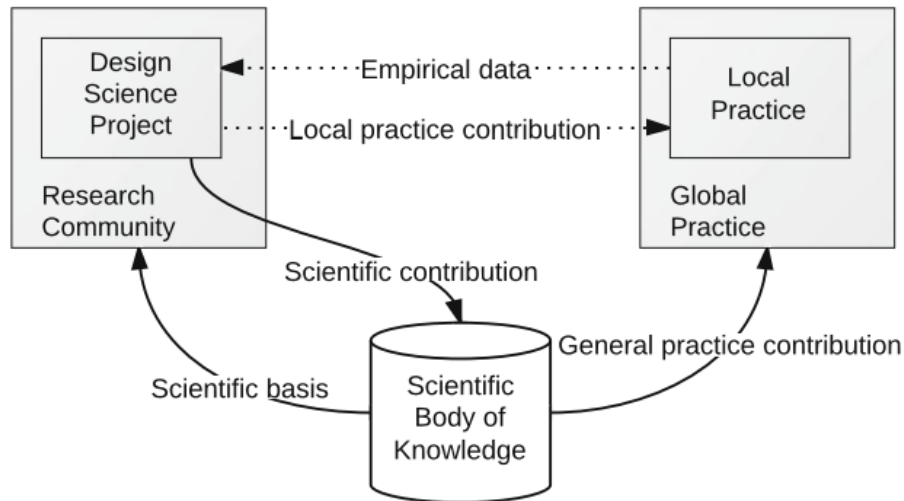 Design
Science
Project
Empirical data
Local
Practice
Local practice contribution
Research
Community
Global
Practice
Scientific contribution
General practice contribution
Scientific basis
Scientific
Body of
Knowledge